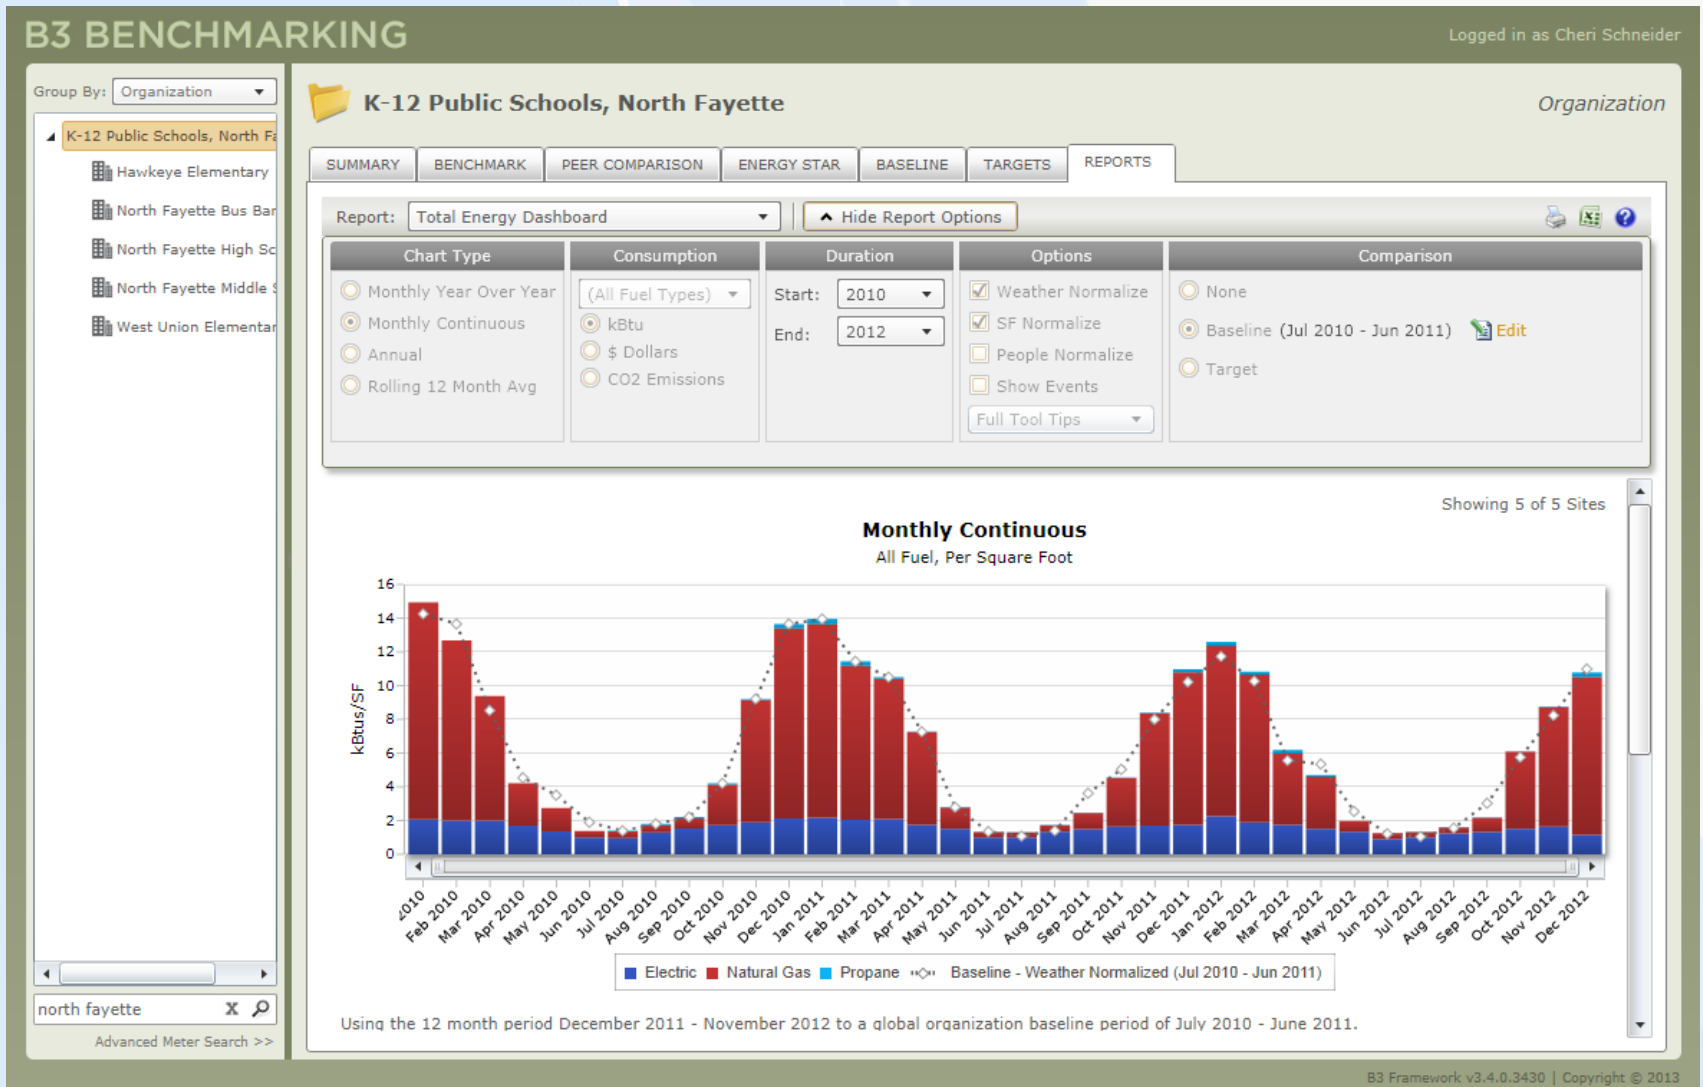 B3 BENCHMARKING
Logged in as Cheri Schneider
Group By: Organization
K-12 Public Schools, North Fa
Hawkeye Elementary
North Fayette Bus Bar
North Fayette High Sc
North Fayette Middle S
West Union Elementar
north fayette X
Advanced Meter Search >>
K-12 Public Schools, North Fayette
Organization
SUMMARY BENCHMARK PEER COMPARISON ENERGY STAR BASELINE TARGETS REPORTS
Report: Total Energy Dashboard Hide Report Options
Chart Type
Monthly Year Over Year
Monthly Continuous
Annual
Rolling 12 Month Avg
Consumption
(All Fuel Types)
kBtu
$ Dollars
CO2 Emissions
Duration
Start: 2010
End: 2012
Options
Weather Normalize
SF Normalize
People Normalize
Show Events
Full Tool Tips
Comparison
None
Baseline (Jul 2010 - Jun 2011) Edit
Target
Showing 5 of 5 Sites
Monthly Continuous
All Fuel, Per Square Foot
kBtus/SF
16
14
12
10
8
6
4
2
0
2010 Feb 2010 Mar 2010 Apr 2010 May 2010 Jun 2010 Jul 2010 Aug 2010 Sep 2010 Oct 2010 Nov 2010 Dec 2010 Jan 2011 Feb 2011 Mar 2011 Apr 2011 May 2011 Jun 2011 Jul 2011 Aug 2011 Sep 2011 Oct 2011 Nov 2011 Dec 2011 Jan 2012 Feb 2012 Mar 2012 Apr 2012 May 2012 Jun 2012 Jul 2012 Aug 2012 Sep 2012 Oct 2012 Nov 2012 Dec 2012
Electric Natural Gas Propane Baseline - Weather Normalized (Jul 2010 - Jun 2011)
Using the 12 month period December 2011 - November 2012 to a global organization baseline period of July 2010 - June 2011.
B3 Framework v3.4.0.3430 | Copyright © 2013